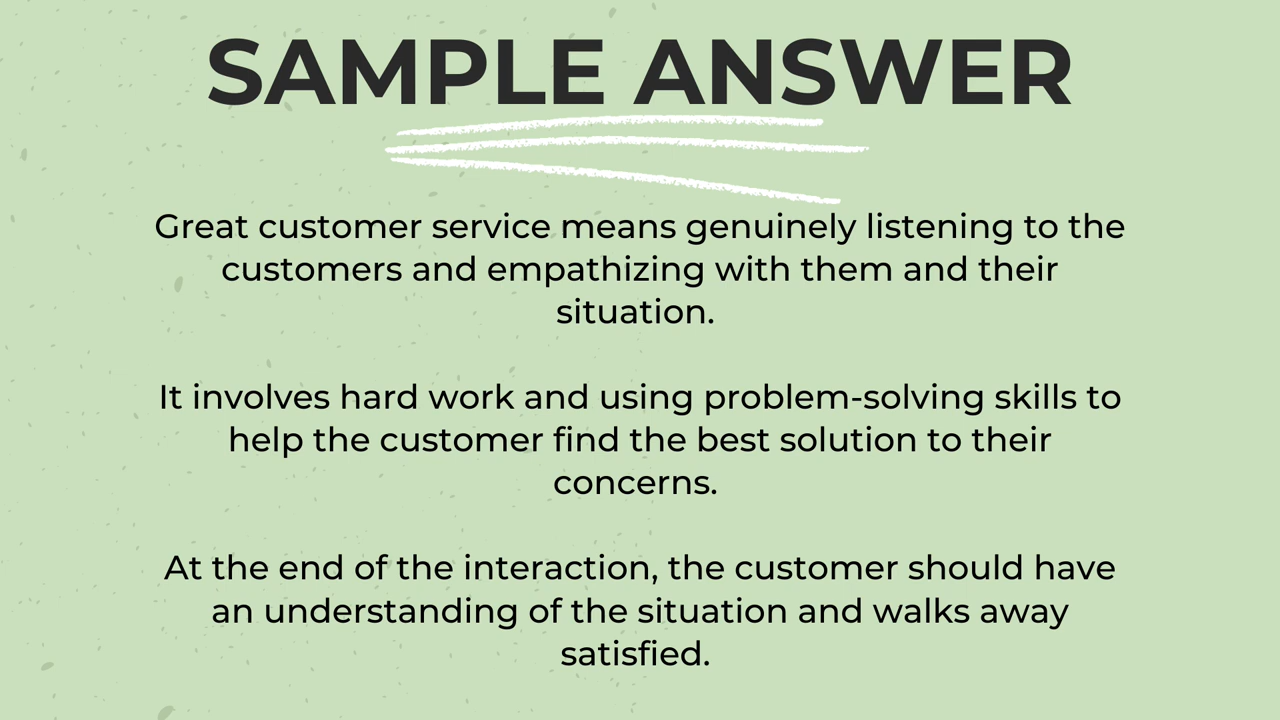 SAMPLE ANSWER
Great customer service means genuinely listening to the
customers and empathizing with them and their
situation.
It involves hard work and using problem-solving skills to
help the customer find the best solution to their
concerns.
At the end of the interaction, the customer should have
an understanding of the situation and walks away
satisfied.